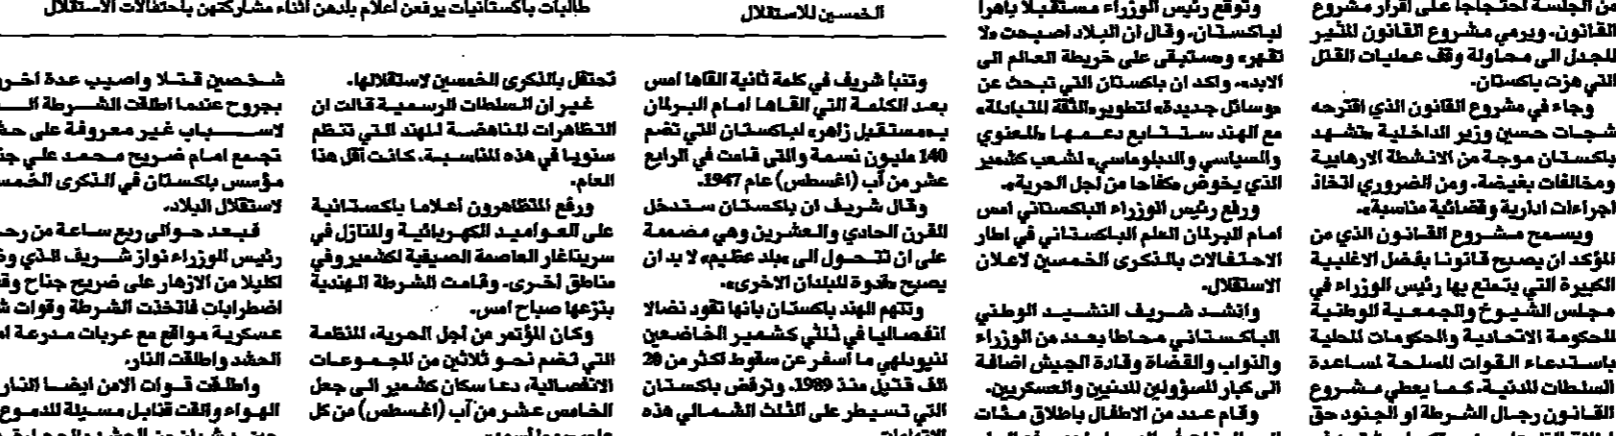 من الجلسة احتجاجا على اقرار مشروع
القانون. ويرمي مشروع القانون المثير
للجدل الى محاولة وقف عمليات القتل
التي هزت باكستان.
وجاء في مشروع القانون الذي اقترحه
شجات حسين وزير الداخلية «تشهد
باكستان موجة من الانشطة الارهابية
ومخالفات بغيضة. ومن الضروري اتخاذ
اجراءات ادارية وقضائية مناسبة».
ويسمح مشروع القانون الذي من
المؤكد ان يصبح قانونا بفضل الاغلبية
الكبيرة التي يتمتع بها رئيس الوزراء في
مجلس الشيوخ والجمعية الوطنية
للحكومة الاتحادية والحكومات المحلية
باستدعاء القوات المسلحة لمساعدة
السلطات المدنية. كما يعطي مشروع
القانون رجال الشرطة او الجنود حق
وتوقع رئيس الوزراء مستقبلا باهرا
لباكستان، وقال ان البلاد اصبحت «لا
تقهر» و«ستبقى على خريطة العالم الى
الابد». واكد ان باكستان التي تبحث عن
«وسائل جديدة» لتطوير «الثقة المتبادلة»
مع الهند ستتابع دعمها «المعنوي
والسياسي والدبلوماسي» لشعب كشمير
الذي يخوض «كفاحا من اجل الحرية».
ورفع رئيس الوزراء الباكستاني امس
امام البرلمان العلم الباكستاني في اطار
الاحتفالات بالذكرى الخمسين لاعلان
الاستقلال.
وانشد شريف النشيد الوطني
الباكستاني محاطا بعدد من الوزراء
والنواب والقضاة وقادة الجيش اضافة
الى كبار المسؤولين المدنيين والعسكريين.
وقام عدد من الاطفال باطلاق مئات
الخمسين للاستقلال
طالبات باكستانيات يرفعن اعلام بلدهن اثناء مشاركتهن باحتفالات الاستقلال
وتنبأ شريف في كلمة ثانية القاها امس
بعد الكلمة التي القاها امام البرلمان
بـ«مستقبل زاهر» لباكستان التي تضم
140 مليون نسمة والتي قامت في الرابع
عشر من آب (اغسطس) عام 1947.
وقال شريف ان باكستان ستدخل
القرن الحادي والعشرين وهي مصممة
على ان تتحول الى «بلد عظيم» لا بد ان
يصبح «قدوة للبلدان الاخرى».
وتتهم الهند باكستان بانها تقود نضالا
انفصاليا في ثلثي كشمير الخاضعين
لنيودلهي ما أسفر عن سقوط اكثر من 20
الف قتيل منذ 1989. وترفض باكستان
التي تسيطر على الثلث الشمالي هذه
الاتهامات
تحتفل بالذكرى الخمسين لاستقلالها.
غير ان السلطات الرسمية قالت ان
التظاهرات المناهضة للهند التي تنظم
سنويا في هذه المناسبة، كانت أقل هذا
العام.
ورفع المتظاهرون أعلاما باكستانية
على العواميد الكهربائية والمنازل في
سريناغار العاصمة الصيفية لكشمير وفي
مناطق أخرى. وقامت الشرطة الهندية
بنزعها صباح امس.
وكان المؤتمر من أجل الحرية، المنظمة
التي تضم نحو ثلاثين من المجموعات
الانفصالية، دعا سكان كشمير الى جعل
الخامس عشر من آب (اغسطس) من كل
شخصين قتلا واصيب عدة
بجروح عندما اطلقت الشرطة
لاسباب غير معروفة على
تجمع امام ضريح محمد علي
مؤسس باكستان في الذكرى
لاستقلال البلاد.
فبعد حوالى ربع ساعة من
رئيس الوزراء نواز شريف الذي
اكليلا من الازهار على ضريح جناح
اضطرابات فاتخذت الشرطة وقوات
عسكرية مواقع مع عربات مدرعة
الحشد واطلقت النار.
واطلقت قوات الامن ايضا النار
الهواء والقت قنابل مسيلة للدموع